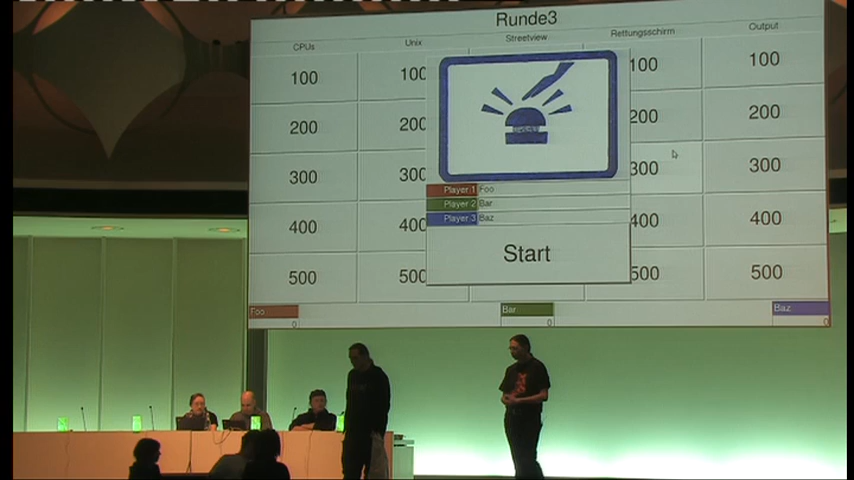 Runde3
CPUs Unix Streetview Rettungsschirm Output
100 100 100 100
200 200 200 200
300 300 300 300
400 400 400 400
500 500 500 500
Player 1 Foo
Player 2 Bar
Player 3 Baz
Start
Foo Bar Baz
0 0 0